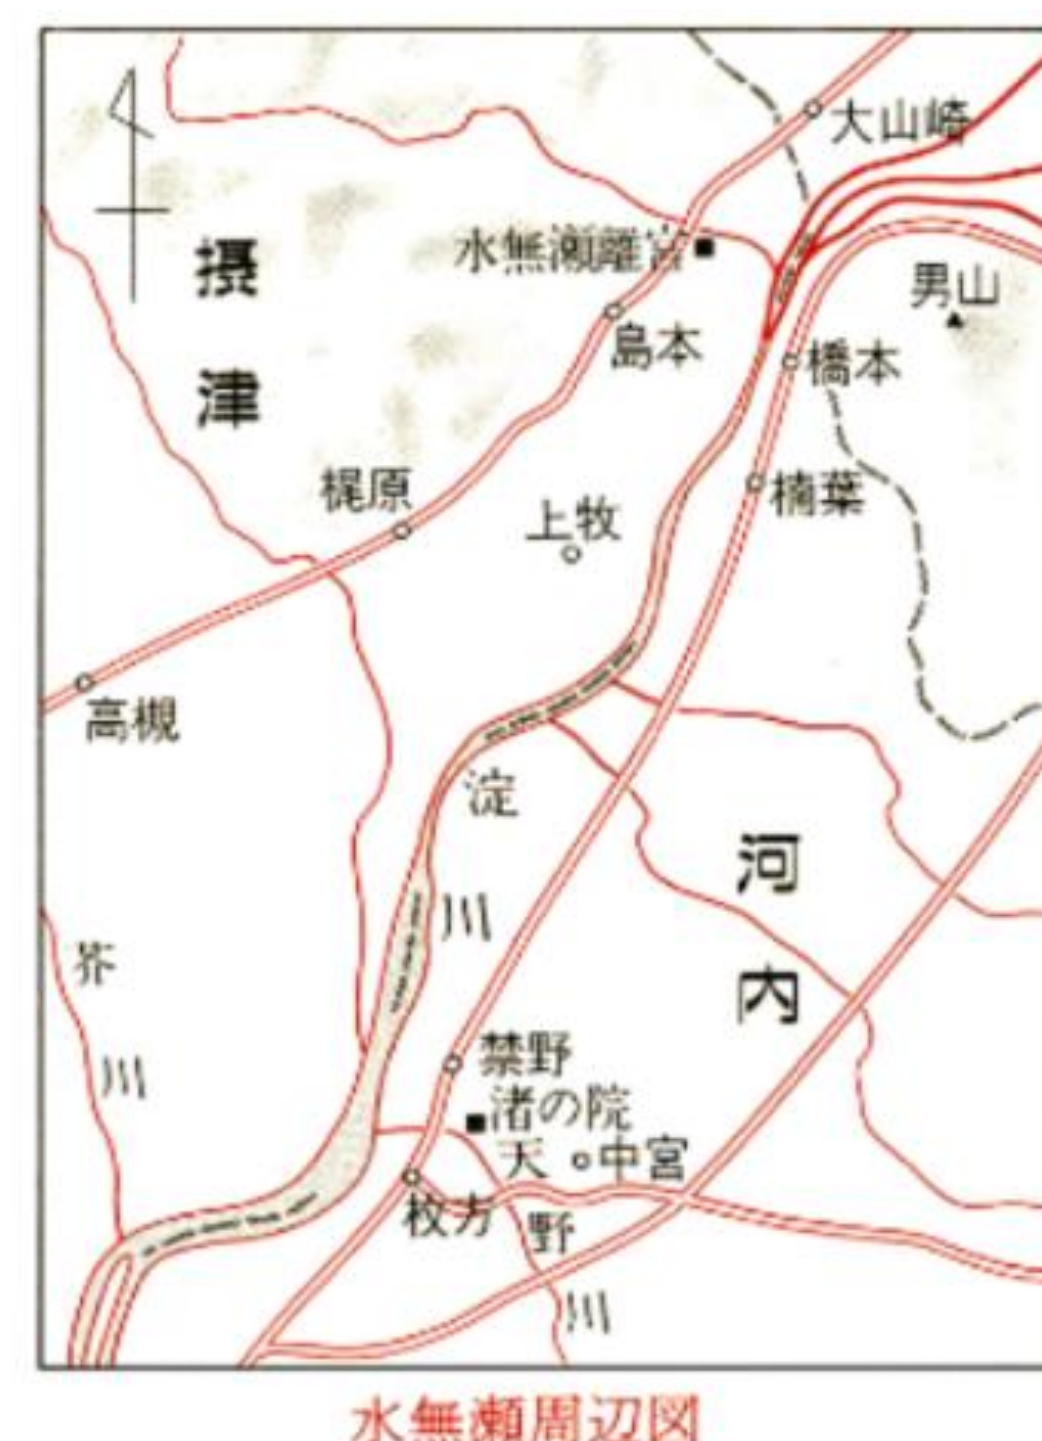 大山崎
水無瀬離宮
男山
摂津
島本
橋本
梶原
上牧
楠葉
高槻
淀川
河内
芥川
禁野
渚の院
中宮
天野川
枚方
水無瀬周辺図